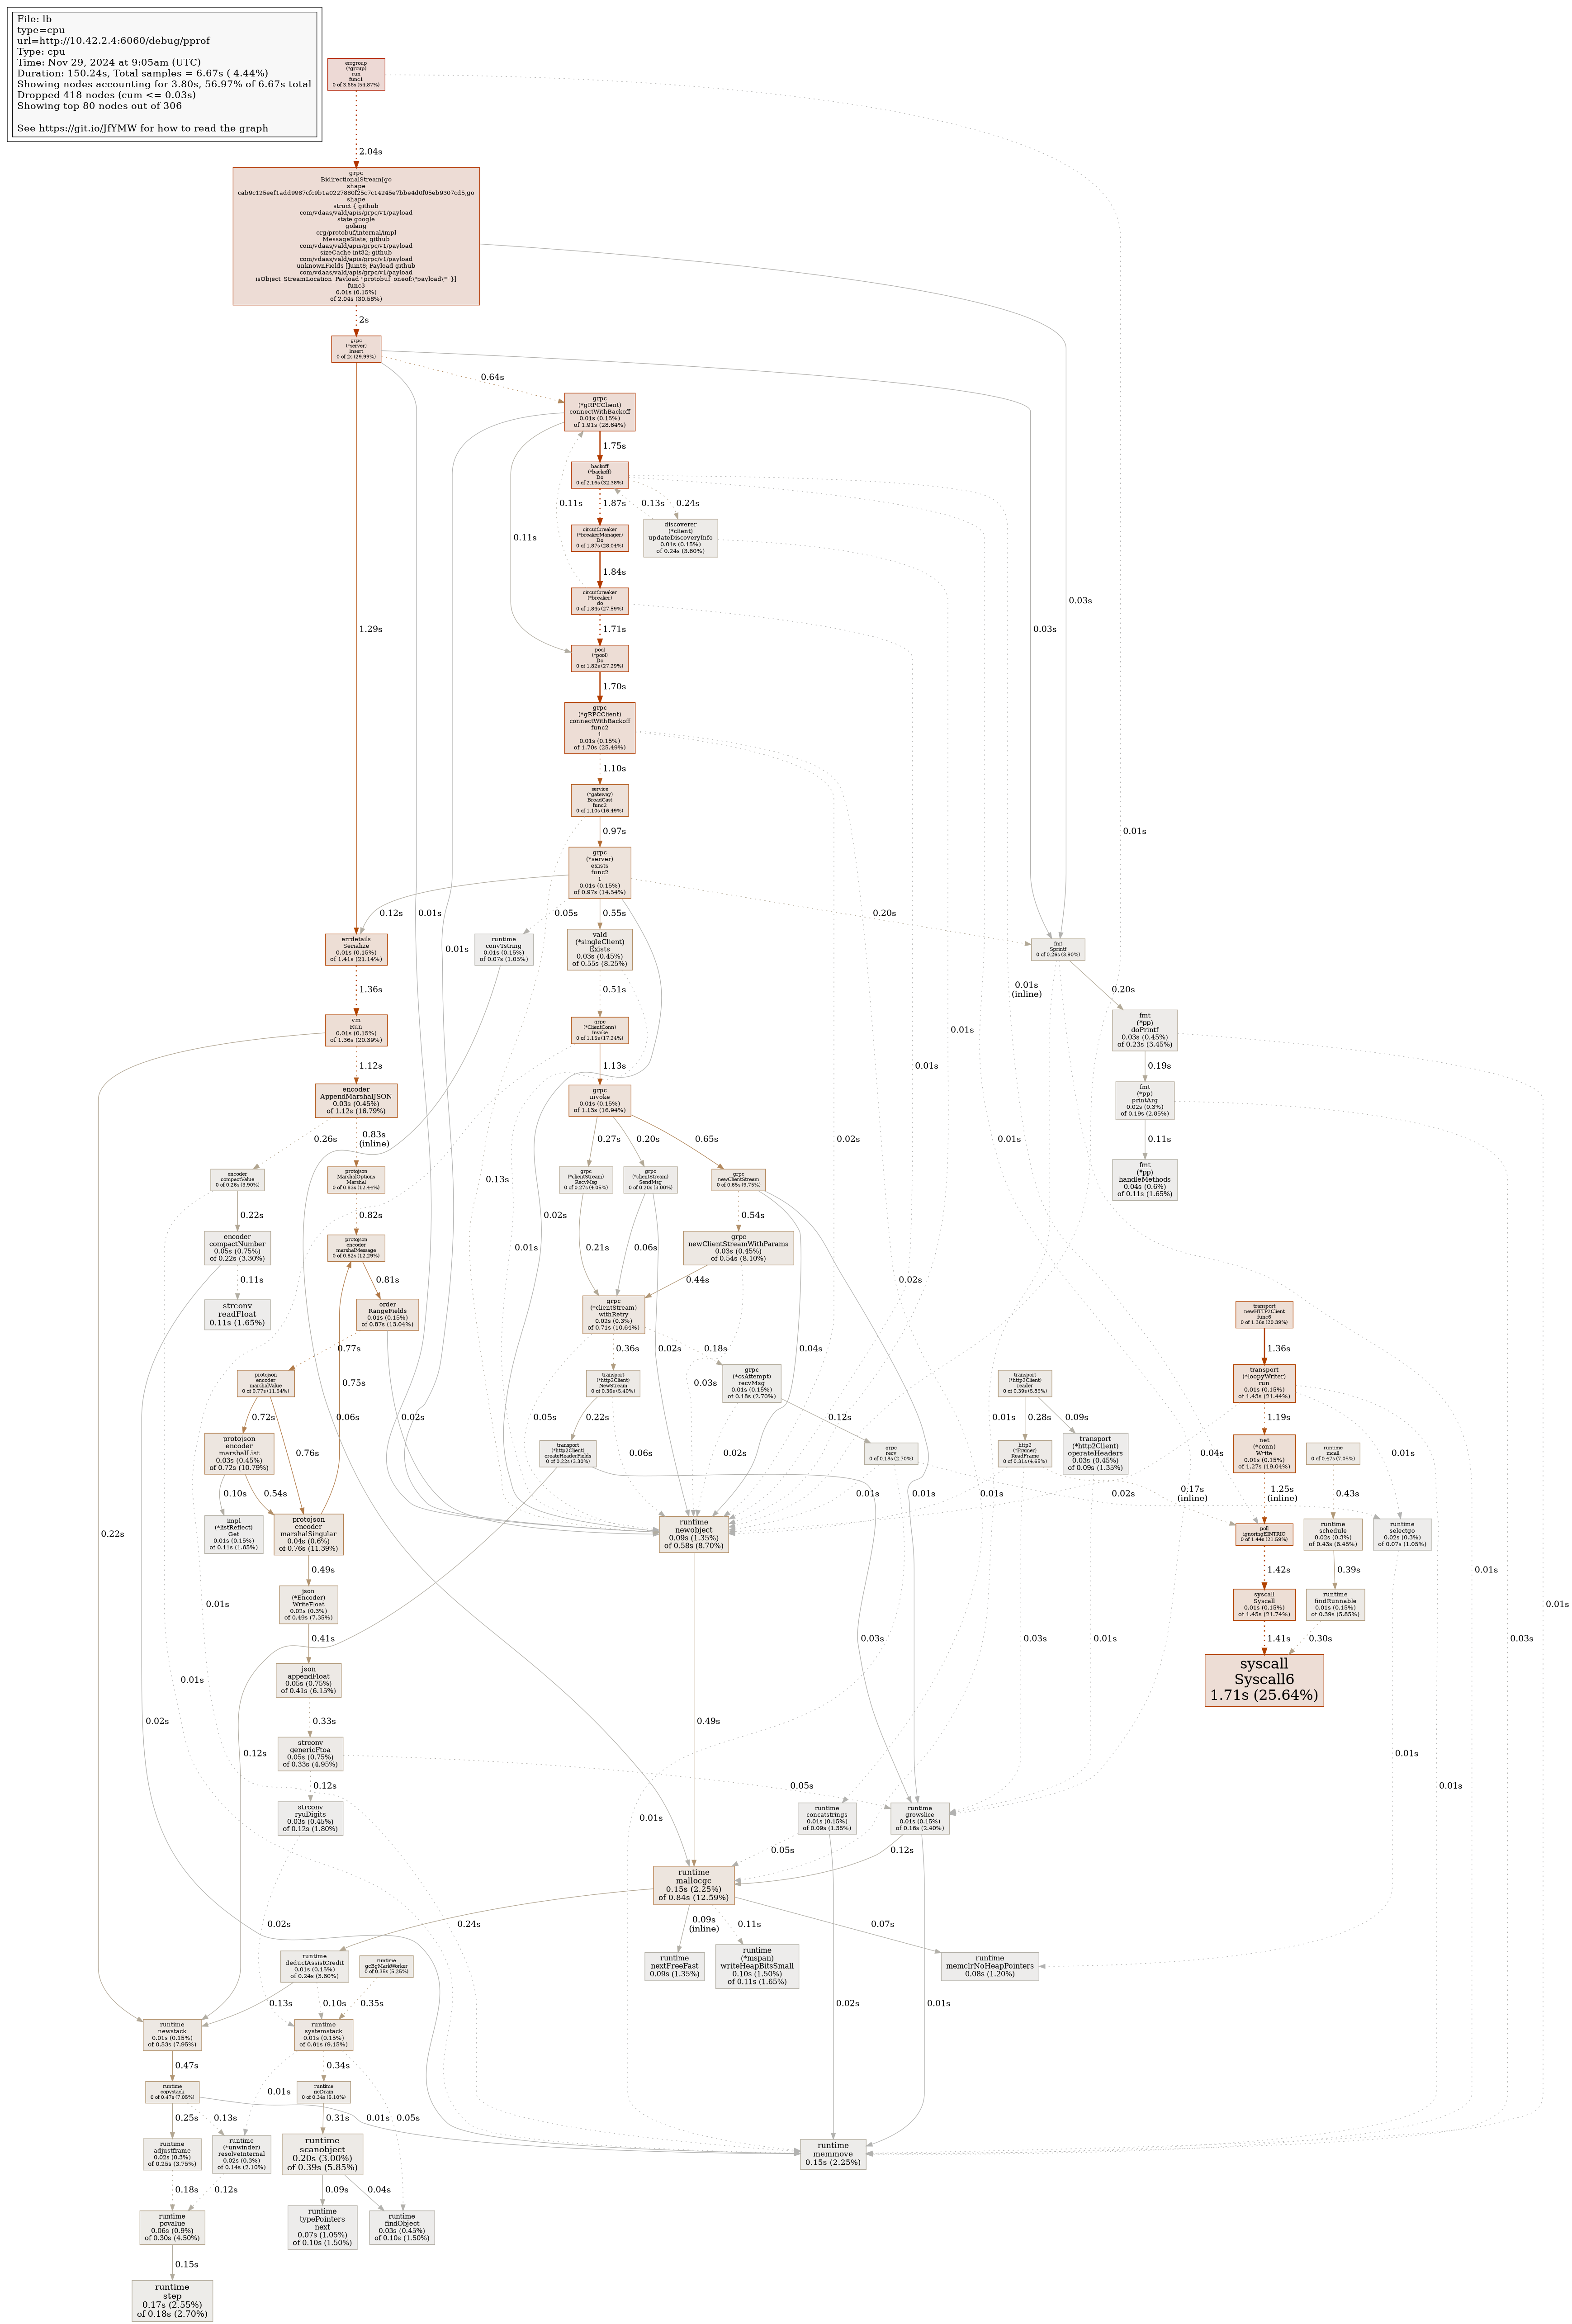 File: lb
type=cpu
url=http://10.42.2.4:6060/debug/pprof
Type: cpu
Time: Nov 29, 2024 at 9:05am (UTC)
Duration: 150.24s, Total samples = 6.67s ( 4.44%)
Showing nodes accounting for 3.80s, 56.97% of 6.67s total
Dropped 418 nodes (cum <= 0.03s)
Showing top 80 nodes out of 306
See https://git.io/JfYMW for how to read the graph
errgroup
(*group)
run
func1
0 of 3.66s (54.87%)
2.04s
grpc
BidirectionalStream[go
shape
shape
struct { github
com/vdaas/vald/apis/grpc/v1/payload
state google
golang
org/protobuf/internal/impl
MessageState; github
com/vdaas/vald/apis/grpc/v1/payload
sizeCache int32; github
com/vdaas/vald/apis/grpc/v1/payload
unknownFields []uint8; Payload github
com/vdaas/vald/apis/grpc/v1/payload
isObject_StreamLocation_Payload "protobuf_oneof:\"payload\"" }]
func3
0.01s (0.15%)
of 2.04s (30.58%)
2s
grpc
(*server)
Insert
0 of 2s (29.99%)
0.64s
grpc
(*gRPCClient)
connectWithBackoff
0.01s (0.15%)
of 1.91s (28.64%)
1.75s
backoff
(*backoff)
Do
0 of 2.16s (32.38%)
0.11s
1.87s
0.13s
0.24s
circuitbreaker
(*breakerManager)
Do
0 of 1.87s (28.04%)
discoverer
(*client)
updateDiscoveryInfo
0.01s (0.15%)
of 0.24s (3.60%)
0.11s
1.84s
circuitbreaker
(*breaker)
do
0 of 1.84s (27.59%)
1.29s
1.71s
0.03s
0.03s
pool
(*pool)
Do
0 of 1.82s (27.29%)
1.70s
grpc
(*gRPCClient)
connectWithBackoff
func2
1
0.01s (0.15%)
of 1.70s (25.49%)
1.10s
service
(*gateway)
BroadCast
func2
0 of 1.10s (16.49%)
0.97s
0.01s
grpc
(*server)
exists
func2
1
0.01s (0.15%)
of 0.97s (14.54%)
0.12s
0.01s
0.05s
0.55s
0.20s
errdetails
Serialize
0.01s (0.15%)
of 1.41s (21.14%)
0.01s
runtime
convTstring
0.01s (0.15%)
of 0.07s (1.05%)
vald
(*singleClient)
Exists
0.03s (0.45%)
of 0.55s (8.25%)
fmt
Sprintf
0 of 0.26s (3.90%)
1.36s
0.51s
0.01s
(inline)
0.20s
vm
Run
0.01s (0.15%)
of 1.36s (20.39%)
grpc
(*ClientConn)
Invoke
0 of 1.15s (17.24%)
0.01s
fmt
(*pp)
doPrintf
0.03s (0.45%)
of 0.23s (3.45%)
1.12s
1.13s
0.01s
0.01s
0.19s
encoder
AppendMarshalJSON
0.03s (0.45%)
of 1.12s (16.79%)
grpc
invoke
0.01s (0.15%)
of 1.13s (16.94%)
fmt
(*pp)
printArg
0.02s (0.3%)
of 0.19s (2.85%)
0.26s
0.83s
(inline)
0.27s
0.20s
0.65s
0.02s
0.11s
encoder
compactValue
0 of 0.26s (3.90%)
protojson
MarshalOptions
Marshal
0 of 0.83s (12.44%)
0.13s
grpc
(*clientStream)
RecvMsg
0 of 0.27s (4.05%)
grpc
(*clientStream)
SendMsg
0 of 0.20s (3.00%)
grpc
newClientStream
0 of 0.65s (9.75%)
fmt
(*pp)
handleMethods
0.04s (0.6%)
of 0.11s (1.65%)
0.22s
0.82s
0.02s
0.54s
encoder
compactNumber
0.05s (0.75%)
of 0.22s (3.30%)
protojson
encoder
marshalMessage
0 of 0.82s (12.29%)
0.01s
0.21s
0.06s
grpc
newClientStreamWithParams
0.03s (0.45%)
of 0.54s (8.10%)
0.11s
0.81s
0.44s
0.02s
strconv
readFloat
0.11s (1.65%)
order
RangeFields
0.01s (0.15%)
of 0.87s (13.04%)
grpc
(*clientStream)
withRetry
0.02s (0.3%)
of 0.71s (10.64%)
transport
newHTTP2Client
func6
0 of 1.36s (20.39%)
0.77s
0.36s
0.02s
0.18s
0.04s
1.36s
protojson
encoder
marshalValue
0 of 0.77s (11.54%)
0.75s
transport
(*http2Client)
NewStream
0 of 0.36s (5.40%)
0.03s
grpc
(*csAttempt)
recvMsg
0.01s (0.15%)
of 0.18s (2.70%)
transport
(*http2Client)
reader
0 of 0.39s (5.85%)
transport
(*loopyWriter)
run
0.01s (0.15%)
of 1.43s (21.44%)
0.72s
0.76s
0.06s
0.02s
0.05s
0.22s
0.12s
0.01s
0.28s
0.09s
1.19s
protojson
encoder
marshalList
0.03s (0.45%)
of 0.72s (10.79%)
transport
(*http2Client)
createHeaderFields
0 of 0.22s (3.30%)
0.06s
0.02s
grpc
recv
0 of 0.18s (2.70%)
http2
(*Framer)
ReadFrame
0 of 0.31s (4.65%)
transport
(*http2Client)
operateHeaders
0.03s (0.45%)
of 0.09s (1.35%)
0.04s
net
(*conn)
Write
0.01s (0.15%)
of 1.27s (19.04%)
0.01s
runtime
mcall
0 of 0.47s (7.05%)
0.10s
0.54s
0.01s
0.01s
0.01s
0.02s
0.17s
(inline)
1.25s
(inline)
0.43s
0.22s
impl
(*listReflect)
Get
0.01s (0.15%)
of 0.11s (1.65%)
protojson
encoder
marshalSingular
0.04s (0.6%)
of 0.76s (11.39%)
runtime
newobject
0.09s (1.35%)
of 0.58s (8.70%)
poll
ignoringEINTRIO
0 of 1.44s (21.59%)
runtime
schedule
0.02s (0.3%)
of 0.43s (6.45%)
runtime
selectgo
0.02s (0.3%)
of 0.07s (1.05%)
0.49s
1.42s
0.39s
0.01s
0.01s
json
(*Encoder)
WriteFloat
0.02s (0.3%)
of 0.49s (7.35%)
syscall
Syscall
0.01s (0.15%)
of 1.45s (21.74%)
runtime
findRunnable
0.01s (0.15%)
of 0.39s (5.85%)
0.01s
0.41s
0.03s
0.03s
0.01s
1.41s
0.30s
0.03s
0.01s
json
appendFloat
0.05s (0.75%)
of 0.41s (6.15%)
syscall
Syscall6
1.71s (25.64%)
0.02s
0.33s
0.49s
strconv
genericFtoa
0.05s (0.75%)
of 0.33s (4.95%)
0.12s
0.12s
0.05s
0.01s
0.01s
strconv
ryuDigits
0.03s (0.45%)
of 0.12s (1.80%)
0.01s
runtime
concatstrings
0.01s (0.15%)
of 0.09s (1.35%)
runtime
growslice
0.01s (0.15%)
of 0.16s (2.40%)
0.05s
0.12s
runtime
mallocgc
0.15s (2.25%)
of 0.84s (12.59%)
0.02s
0.24s
0.09s
(inline)
0.11s
0.07s
runtime
deductAssistCredit
0.01s (0.15%)
of 0.24s (3.60%)
runtime
gcBgMarkWorker
0 of 0.35s (5.25%)
runtime
nextFreeFast
0.09s (1.35%)
runtime
(*mspan)
writeHeapBitsSmall
0.10s (1.50%)
of 0.11s (1.65%)
runtime
memclrNoHeapPointers
0.08s (1.20%)
0.13s
0.10s
0.35s
0.02s
0.01s
runtime
newstack
0.01s (0.15%)
of 0.53s (7.95%)
runtime
systemstack
0.01s (0.15%)
of 0.61s (9.15%)
0.47s
0.34s
runtime
copystack
0 of 0.47s (7.05%)
0.01s
runtime
gcDrain
0 of 0.34s (5.10%)
0.25s
0.13s
0.31s
0.01s
0.05s
runtime
adjustframe
0.02s (0.3%)
of 0.25s (3.75%)
runtime
(*unwinder)
resolveInternal
0.02s (0.3%)
of 0.14s (2.10%)
runtime
scanobject
0.20s (3.00%)
of 0.39s (5.85%)
runtime
memmove
0.15s (2.25%)
0.18s
0.12s
0.09s
0.04s
runtime
pcvalue
0.06s (0.9%)
of 0.30s (4.50%)
runtime
typePointers
next
0.07s (1.05%)
of 0.10s (1.50%)
runtime
findObject
0.03s (0.45%)
of 0.10s (1.50%)
0.15s
runtime
step
0.17s (2.55%)
of 0.18s (2.70%)